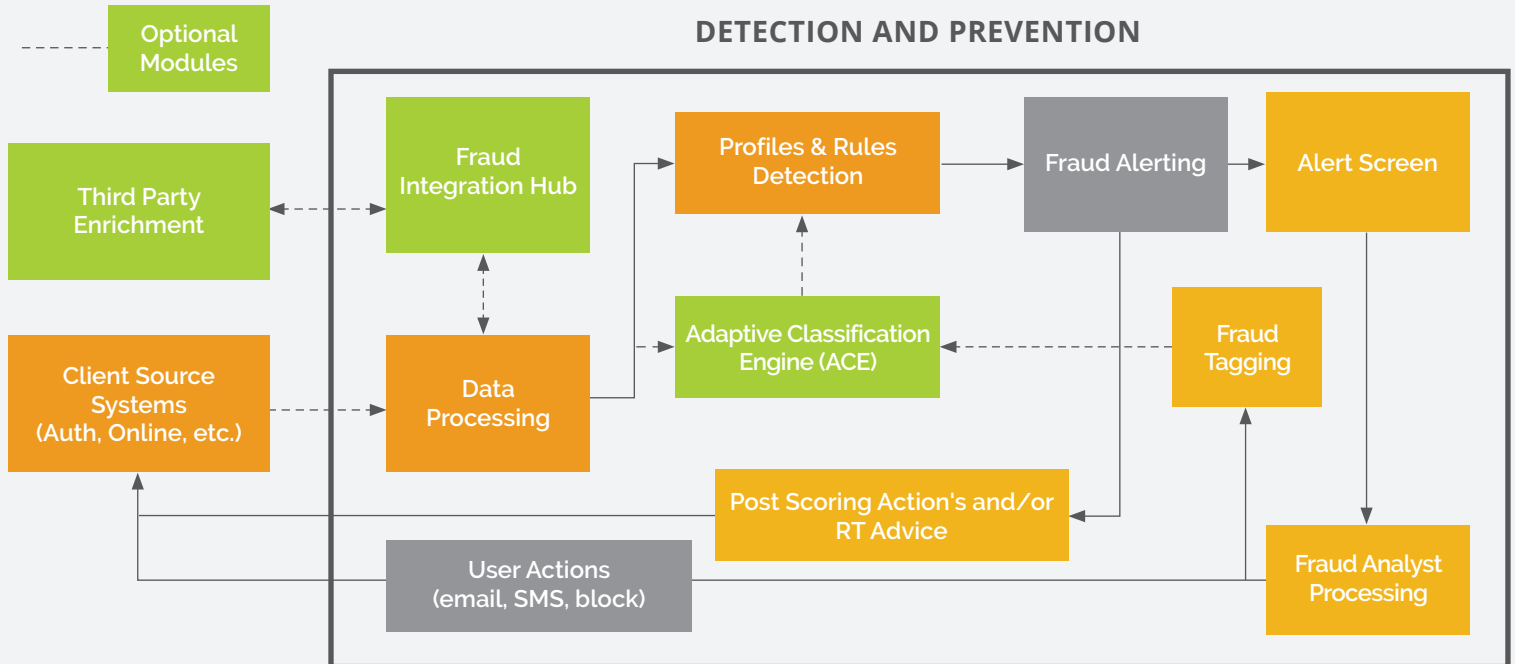 DETECTION AND PREVENTION
Optional
Modules
Third Party
Enrichment
Fraud
Integration Hub
Profiles & Rules
Detection
Fraud Alerting
Alert Screen
Client Source
Systems
(Auth, Online, etc.)
Data
Processing
Adaptive Classification
Engine (ACE)
Fraud
Tagging
Post Scoring Action's and/or
RT Advice
User Actions
(email, SMS, block)
Fraud Analyst
Processing